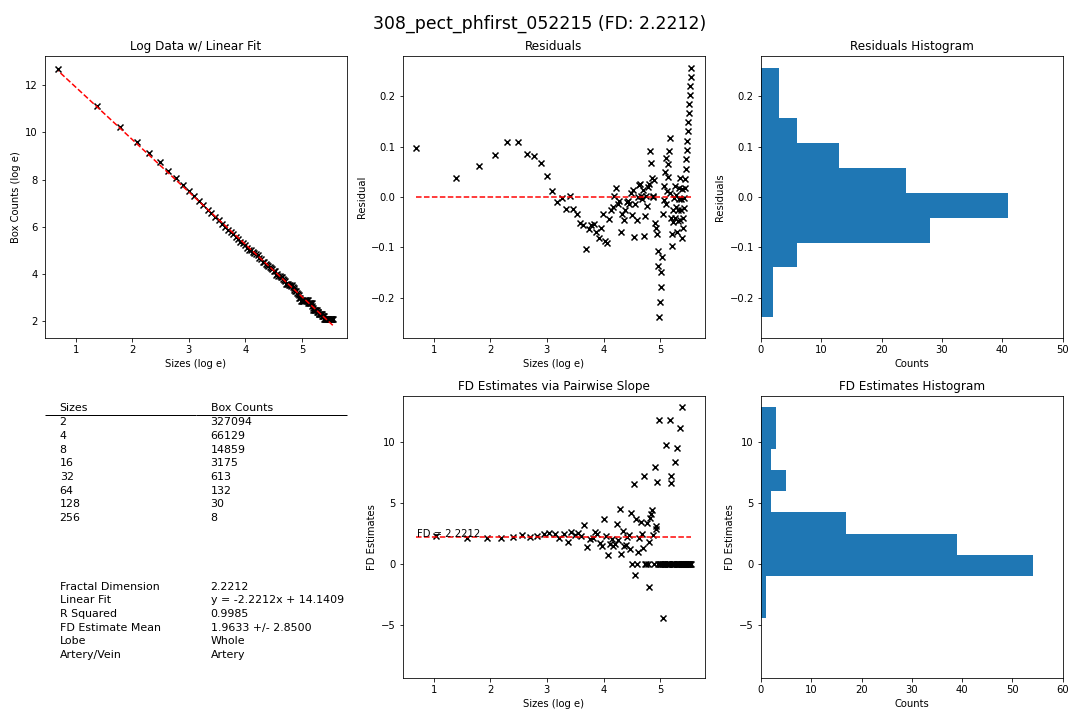 308_pect_phfirst_052215 (FD: 2.2212)
Log Data w/ Linear Fit
Box Counts (log e)
12
10
8
6
4
2
1 2 3 4 5
Sizes (log e)
Residuals
Residual
0.2
0.1
0.0
−0.1
−0.2
1 2 3 4 5
Sizes (log e)
Residuals Histogram
Residuals
0.2
0.1
0.0
−0.1
−0.2
0 10 20 30 40 50
Counts
Sizes Box Counts
2 327094
4 66129
8 14859
16 3175
32 613
64 132
128 30
256 8
Fractal Dimension 2.2212
Linear Fit y = -2.2212x + 14.1409
R Squared 0.9985
FD Estimate Mean 1.9633 +/- 2.8500
Lobe Whole
Artery/Vein Artery
FD Estimates via Pairwise Slope
FD Estimates
10
5
0
−5
FD = 2.2212
1 2 3 4 5
Sizes (log e)
FD Estimates Histogram
FD Estimates
10
5
0
−5
0 10 20 30 40 50 60
Counts